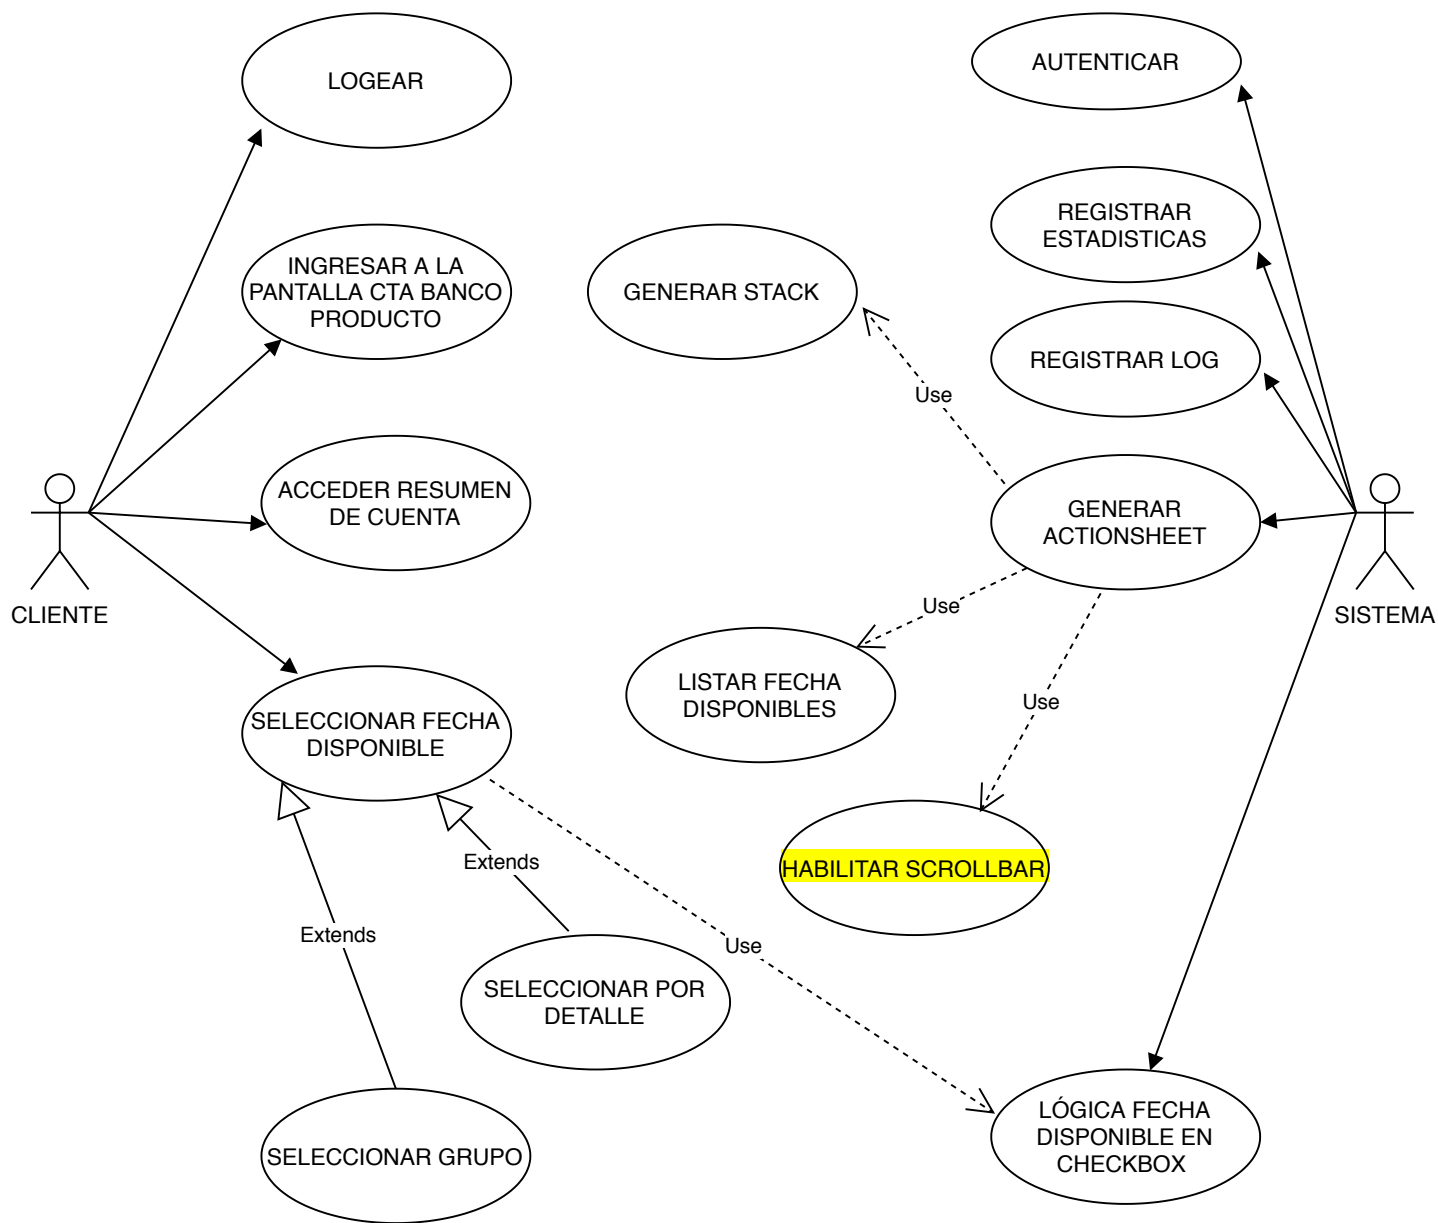 LOGEAR
AUTENTICAR
REGISTRAR
ESTADISTICAS
INGRESAR A LA
PANTALLA CTA BANCO
PRODUCTO
GENERAR STACK
REGISTRAR LOG
Use
ACCEDER RESUMEN
DE CUENTA
GENERAR
ACTIONSHEET
CLIENTE
SISTEMA
Use
LISTAR FECHA
DISPONIBLES
Use
SELECCIONAR FECHA
DISPONIBLE
Extends
HABILITAR SCROLLBAR
Extends
Use
SELECCIONAR POR
DETALLE
LÓGICA FECHA
DISPONIBLE EN
CHECKBOX
SELECCIONAR GRUPO